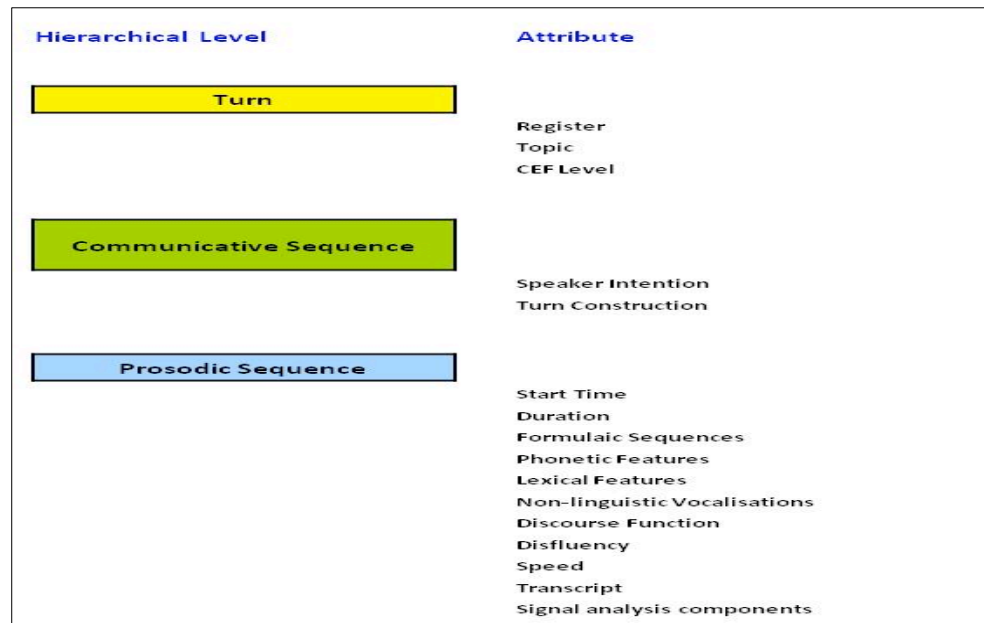 Hierarchical Level Attribute
Turn
Register
Topic
CEF Level
Communicative Sequence
Speaker Intention
Turn Construction
Prosodic Sequence
Start Time
Duration
Formulaic Sequences
Phonetic Features
Lexical Features
Non-linguistic Vocalisations
Discourse Function
Disfluency
Speed
Transcript
Signal analysis components